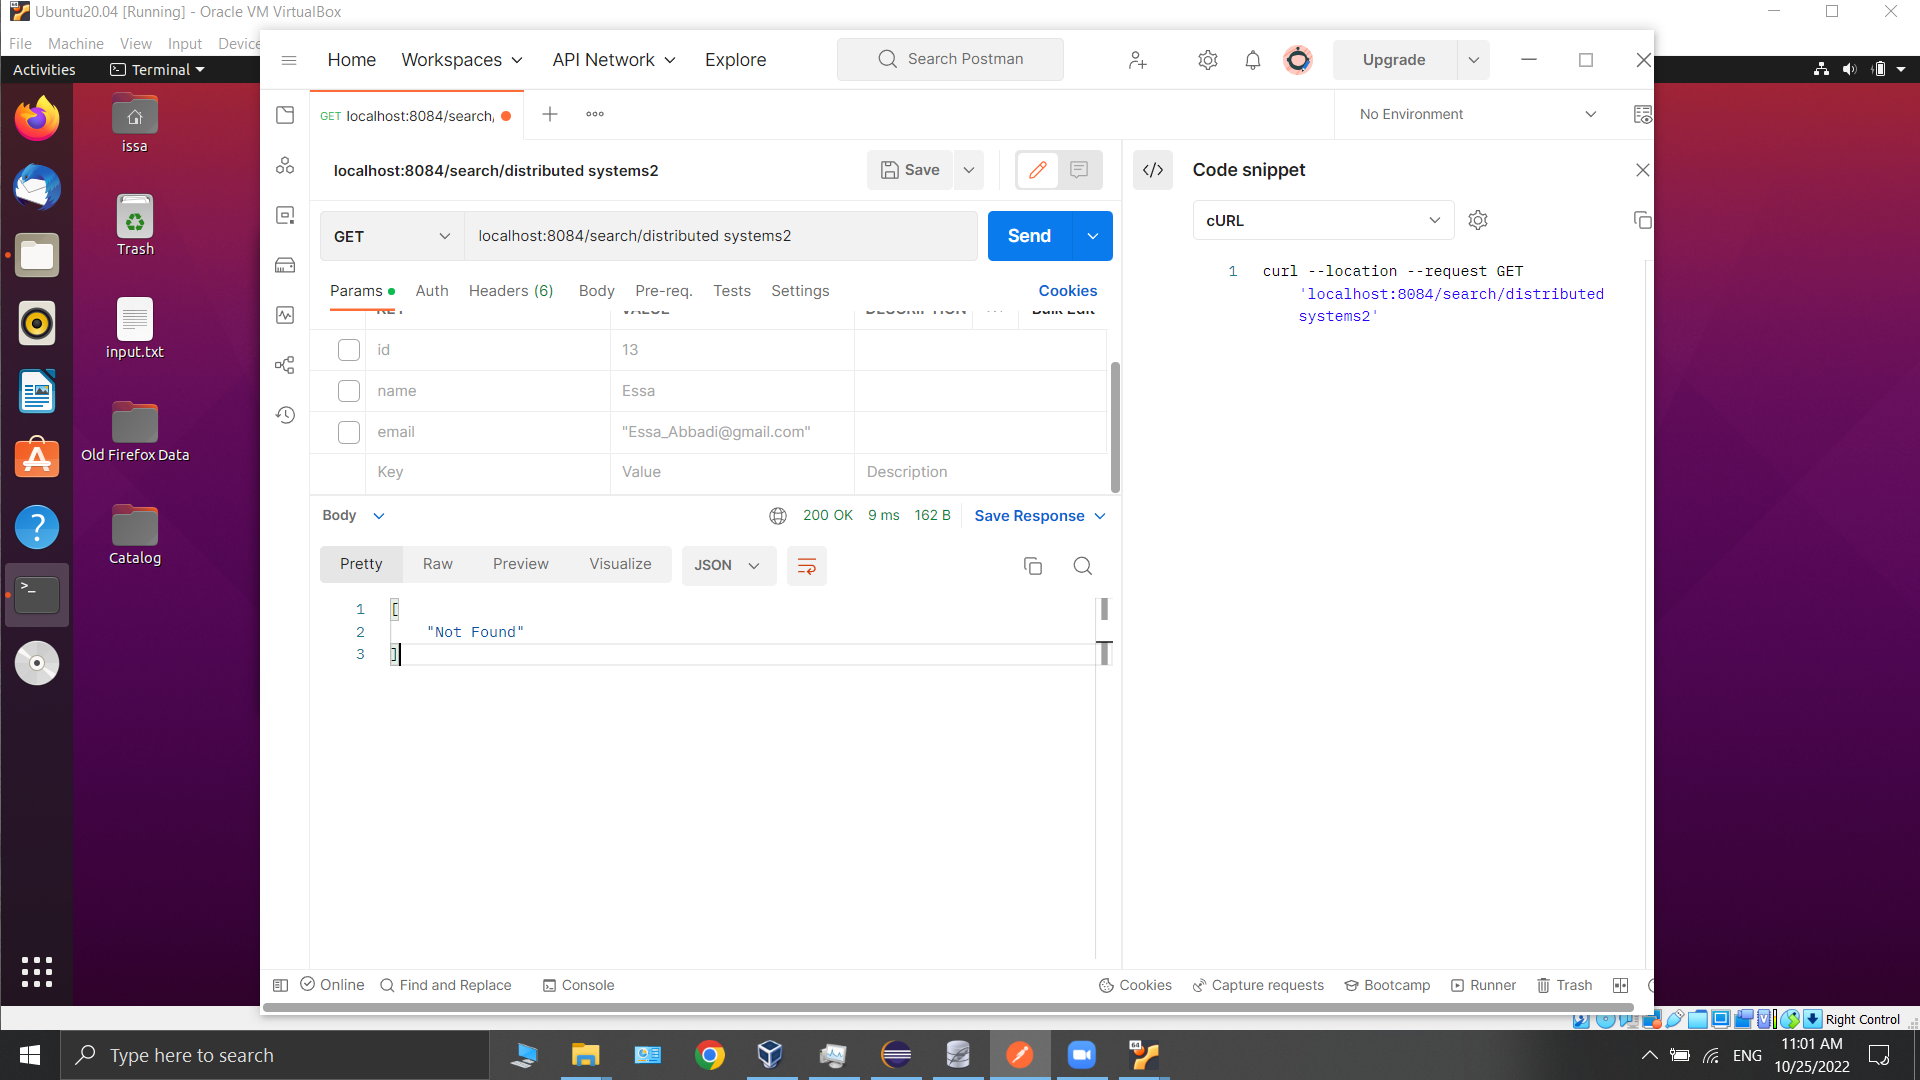 Ubuntu20.04 [Running] - Oracle VM VirtualBox
File Machine View Input Device
Activities Terminal
issa
Trash
input.txt
Old Firefox Data
Catalog
Home Workspaces API Network Explore Search Postman Upgrade
GET localhost:8084/search/ No Environment
localhost:8084/search/distributed systems2 Save
GET localhost:8084/search/distributed systems2 Send
Params Auth Headers (6) Body Pre-req. Tests Settings Cookies
KEY VALUE DESCRIPTION Bulk Edit
id 13
name Essa
email "Essa_Abbadi@gmail.com"
Key Value Description
Body 200 OK 9 ms 162 B Save Response
Pretty Raw Preview Visualize JSON
1 [
2 "Not Found"
3 ]
Code snippet
cURL
1 curl --location --request GET
'localhost:8084/search/distributed
systems2'
Online Find and Replace Console Cookies Capture requests Bootcamp Runner Trash
Right Control
Type here to search
64
ENG
11:01 AM
10/25/2022